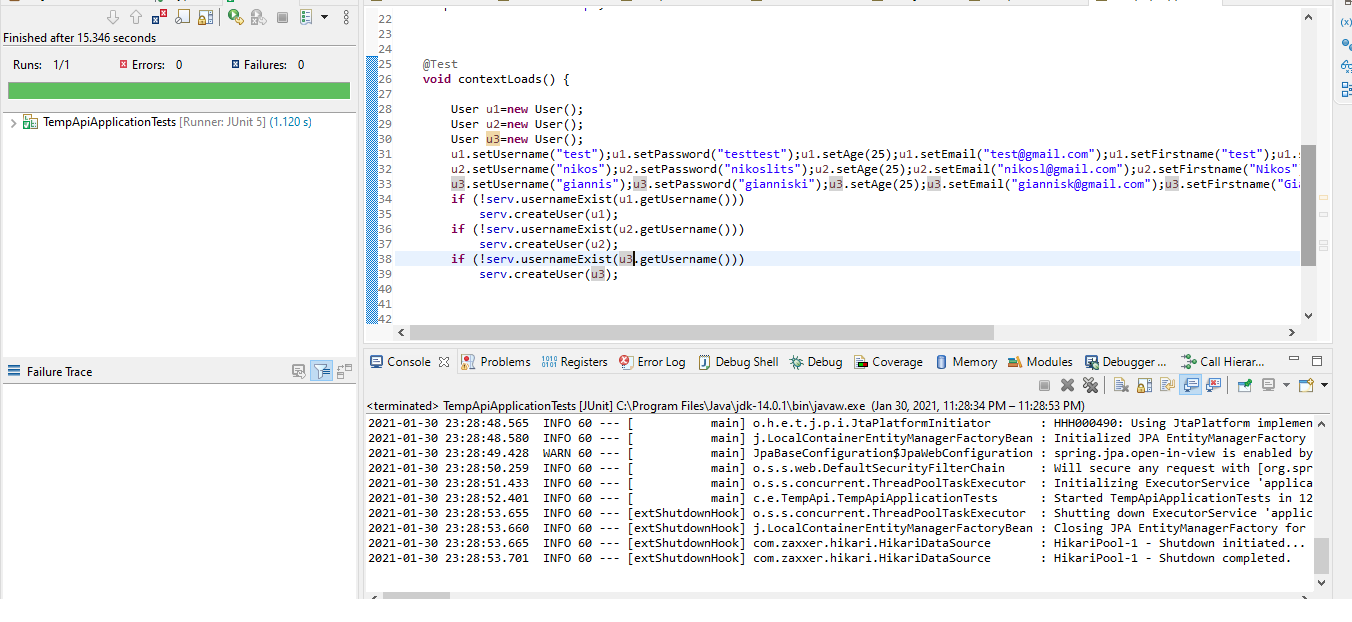 Finished after 15.346 seconds
Runs: 1/1
Errors: 0
Failures: 0
TempApiApplicationTests [Runner: JUnit 5] (1.120 s)
Failure Trace
22
23
24
25 @Test
26 void contextLoads() {
27
28 User u1=new User();
29 User u2=new User();
30 User u3=new User();
31 u1.setUsername("test");u1.setPassword("testtest");u1.setAge(25);u1.setEmail("test@gmail.com");u1.setFirstname("test");u1.
32 u2.setUsername("nikos");u2.setPassword("nikoslits");u2.setAge(25);u2.setEmail("nikosl@gmail.com");u2.setFirstname("Nikos"
33 u3.setUsername("giannis");u3.setPassword("gianniski");u3.setAge(25);u3.setEmail("giannisk@gmail.com");u3.setFirstname("Gi
34 if (!serv.usernameExist(u1.getUsername()))
35 serv.createUser(u1);
36 if (!serv.usernameExist(u2.getUsername()))
37 serv.createUser(u2);
38 if (!serv.usernameExist(u3.getUsername()))
39 serv.createUser(u3);
40
41
42
Console Problems Registers Error Log Debug Shell Debug Coverage Memory Modules Debugger ... Call Hierar...
<terminated> TempApiApplicationTests [JUnit] C:\Program Files\Java\jdk-14.0.1\bin\javaw.exe (Jan 30, 2021, 11:28:34 PM – 11:28:53 PM)
2021-01-30 23:28:48.565 INFO 60 --- [ main] o.h.e.t.j.p.i.JtaPlatformInitiator : HHH000490: Using JtaPlatform implemen
2021-01-30 23:28:48.580 INFO 60 --- [ main] j.LocalContainerEntityManagerFactoryBean : Initialized JPA EntityManagerFactory
2021-01-30 23:28:49.428 WARN 60 --- [ main] JpaBaseConfiguration$JpaWebConfiguration : spring.jpa.open-in-view is enabled by
2021-01-30 23:28:50.259 INFO 60 --- [ main] o.s.s.web.DefaultSecurityFilterChain : Will secure any request with [org.spr
2021-01-30 23:28:51.433 INFO 60 --- [ main] o.s.s.concurrent.ThreadPoolTaskExecutor : Initializing ExecutorService 'applica
2021-01-30 23:28:52.401 INFO 60 --- [ main] c.e.TempApi.TempApiApplicationTests : Started TempApiApplicationTests in 12
2021-01-30 23:28:53.655 INFO 60 --- [extShutdownHook] o.s.s.concurrent.ThreadPoolTaskExecutor : Shutting down ExecutorService 'applic
2021-01-30 23:28:53.660 INFO 60 --- [extShutdownHook] j.LocalContainerEntityManagerFactoryBean : Closing JPA EntityManagerFactory for
2021-01-30 23:28:53.665 INFO 60 --- [extShutdownHook] com.zaxxer.hikari.HikariDataSource : HikariPool-1 - Shutdown initiated...
2021-01-30 23:28:53.701 INFO 60 --- [extShutdownHook] com.zaxxer.hikari.HikariDataSource : HikariPool-1 - Shutdown completed.